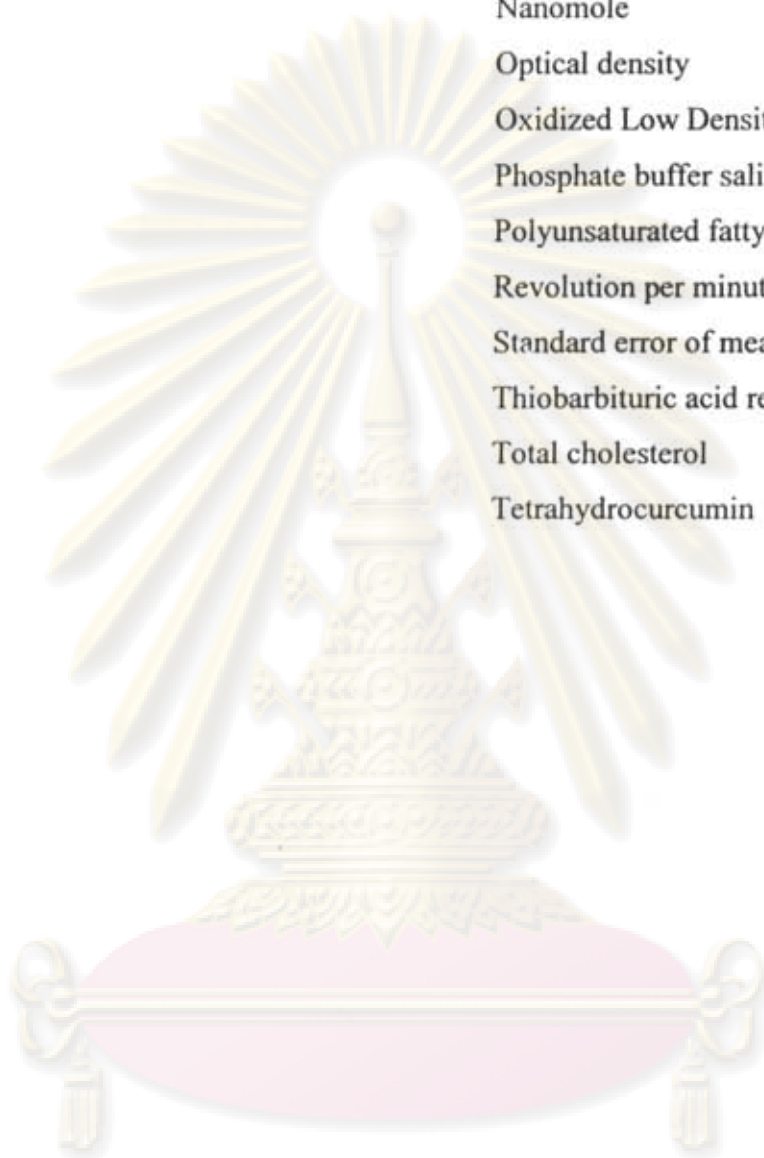 Nanomole
Optical density
Oxidized Low Densit
Phosphate buffer sali
Polyunsaturated fatty
Revolution per minut
Standard error of mea
Thiobarbituric acid re
Total cholesterol
Tetrahydrocurcumin